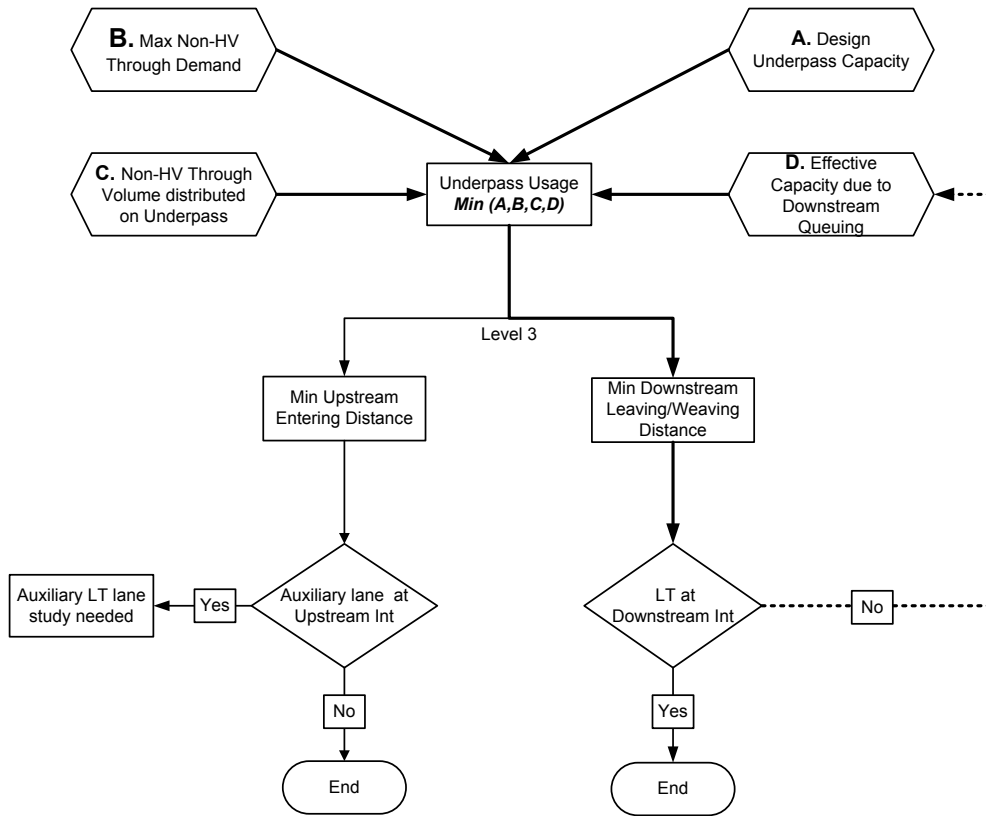 B. Max Non-HV
Through Demand
A. Design
Underpass Capacity
C. Non-HV Through
Volume distributed
on Underpass
Underpass Usage
Min (A,B,C,D)
D. Effective
Capacity due to
Downstream
Queuing
Level 3
Min Upstream
Entering Distance
Min Downstream
Leaving/Weaving
Distance
Auxiliary LT lane
study needed
Yes
Auxiliary lane at
Upstream Int
LT at
Downstream Int
No
No
Yes
End
End